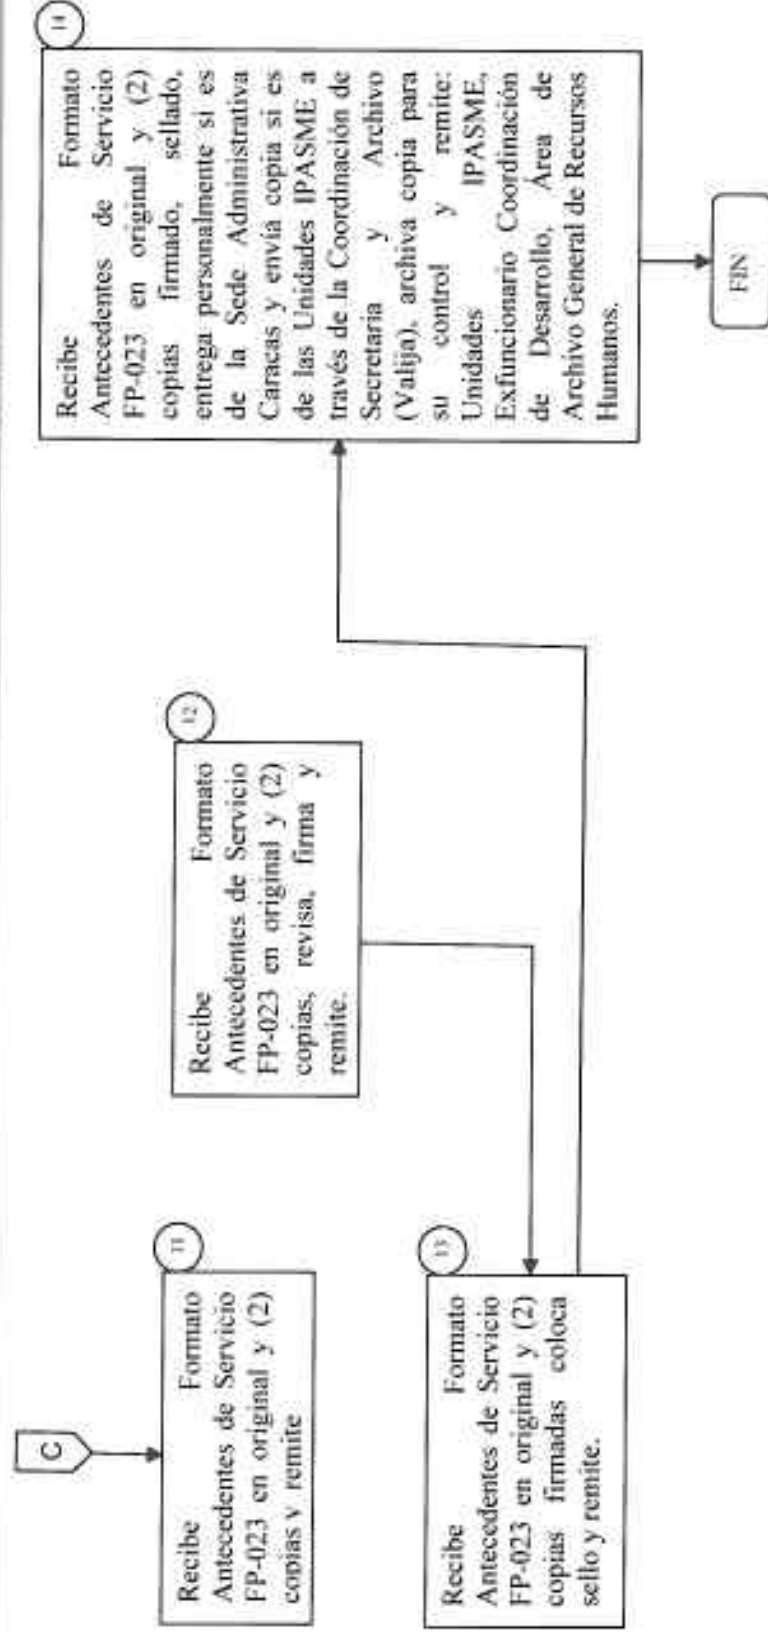 C
11
Recibe Formato
Antecedentes de Servicio
FP-023 en original y (2)
copias y remite
12
Recibe Formato
Antecedentes de Servicio
FP-023 en original y (2)
copias, revisa, firma y
remite.
13
Recibe Formato
Antecedentes de Servicio
FP-023 en original y (2)
copias firmadas coloca
sello y remite.
14
Recibe Formato
Antecedentes de Servicio
FP-023 en original y (2)
copias firmado, sellado,
entrega personalmente si es
de la Sede Administrativa
Caracas y envía copia si es
de las Unidades IPASME a
través de la Coordinación de
Secretaria y Archivo
(Valija), archiva copia para
su control y remite:
Unidades IPASME,
Exfuncionario Coordinación
de Desarrollo, Área de
Archivo General de Recursos
Humanos.
FIN